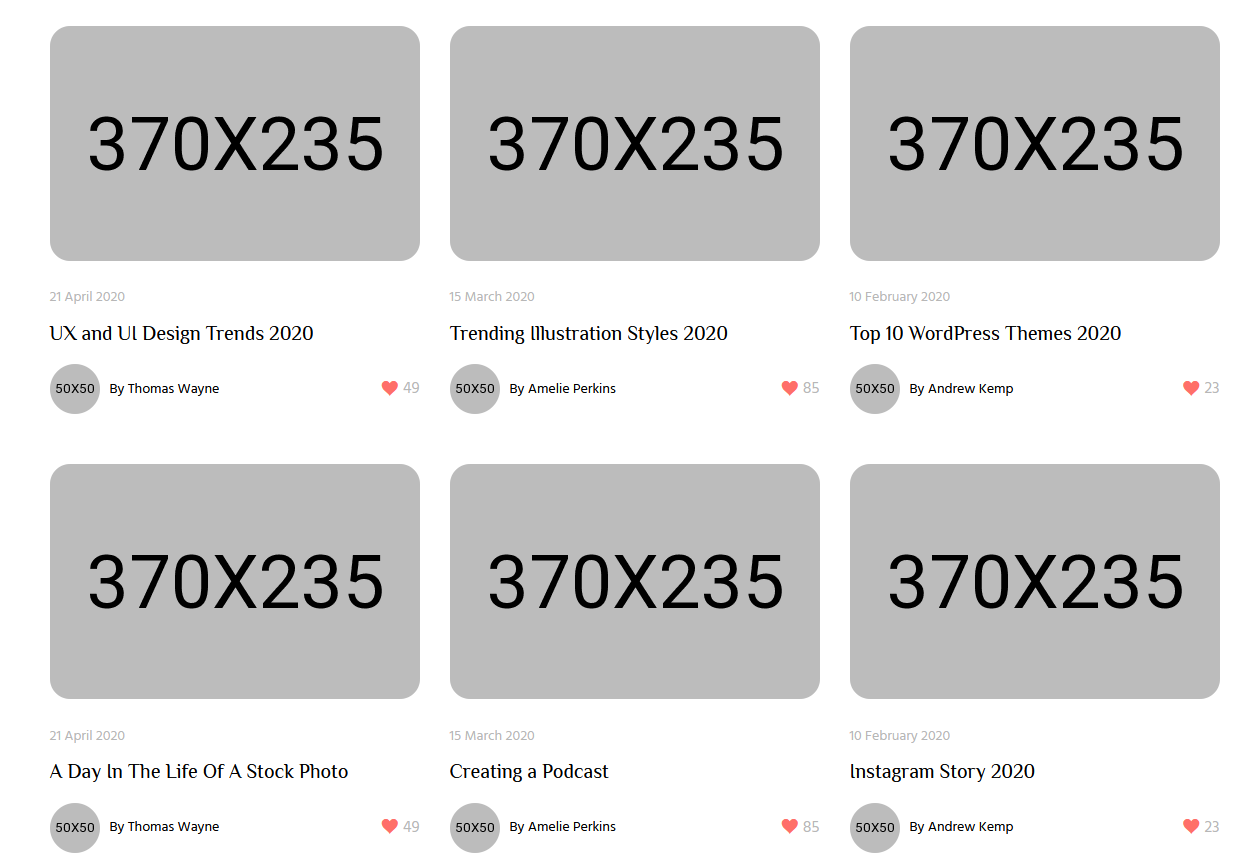 370X235
370X235
370X235
21 April 2020
15 March 2020
10 February 2020
UX and UI Design Trends 2020
Trending Illustration Styles 2020
Top 10 WordPress Themes 2020
50X50 By Thomas Wayne 49
50X50 By Amelie Perkins 85
50X50 By Andrew Kemp 23
370X235
370X235
370X235
21 April 2020
15 March 2020
10 February 2020
A Day In The Life Of A Stock Photo
Creating a Podcast
Instagram Story 2020
50X50 By Thomas Wayne 49
50X50 By Amelie Perkins 85
50X50 By Andrew Kemp 23